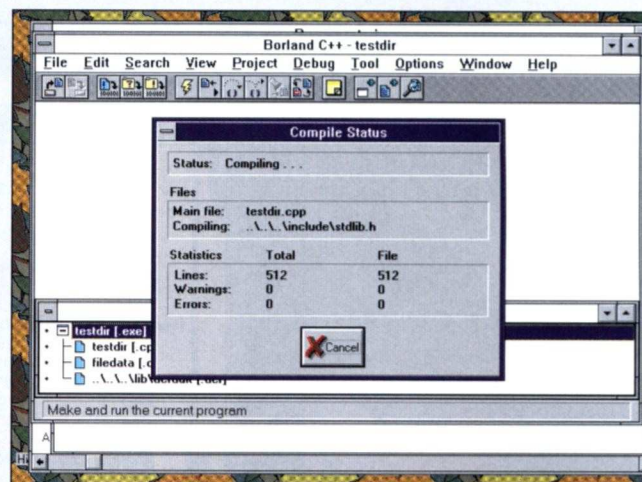 Borland C++ - testdir
File Edit Search View Project Debug Tool Options Window Help
Compile Status
Status: Compiling . . .
Files
Main file: testdir.cpp
Compiling: ..\..\..\include\stdlib.h
Statistics Total File
Lines: 512 512
Warnings: 0 0
Errors: 0 0
Cancel
testdir [.exe]
testdir [.cp
filedata [.c
Make and run the current program
A
Hi